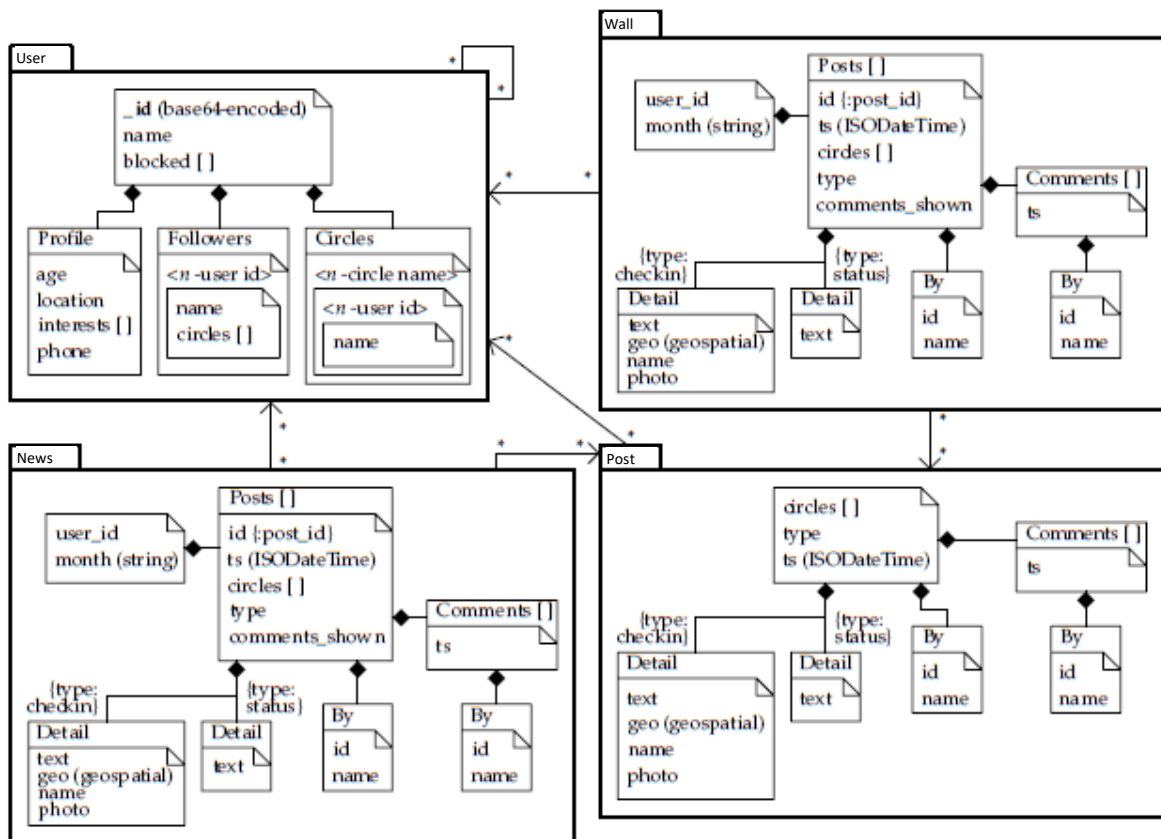 User
*
*
_id (base64-encoded)
name
blocked [ ]
Profile
age
location
interests [ ]
phone
Followers
<n -user id>
name
circles [ ]
Circles
<n -circle name>
<n -user id>
name
*
*
*
*
Wall
user_id
month (string)
Posts [ ]
id {:post_id}
ts (ISODateTime)
circles [ ]
type
comments_shown
Comments [ ]
ts
{type:
checkin}
{type:
status}
Detail
text
geo (geospatial)
name
photo
Detail
text
By
id
name
By
id
name
*
*
*
*
*
*
*
*
News
user_id
month (string)
Posts [ ]
id {:post_id}
ts (ISODateTime)
circles [ ]
type
comments_shown
Comments [ ]
ts
{type:
checkin}
{type:
status}
Detail
text
geo (geospatial)
name
photo
Detail
text
By
id
name
By
id
name
Post
circles [ ]
type
ts (ISODateTime)
Comments [ ]
ts
{type:
checkin}
{type:
status}
Detail
text
geo (geospatial)
name
photo
Detail
text
By
id
name
By
id
name